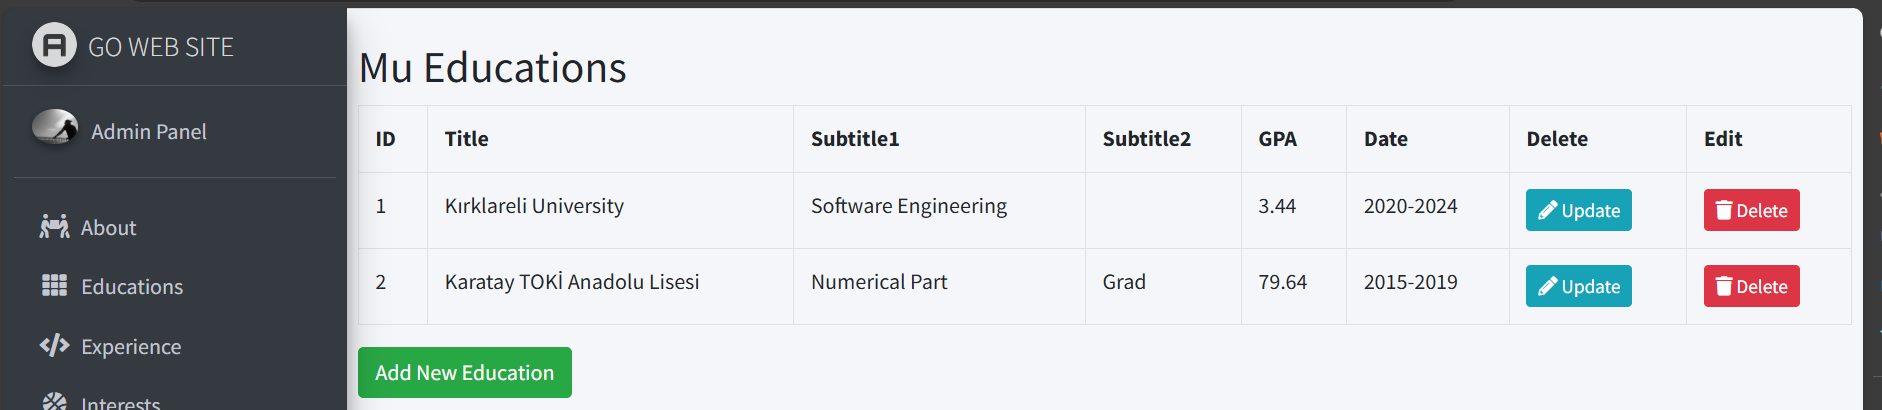 GO WEB SITE
Admin Panel
About
Educations
Experience
Interests
Mu Educations
ID Title Subtitle1 Subtitle2 GPA Date Delete Edit
1 Kırklareli University Software Engineering 3.44 2020-2024 Update Delete
2 Karatay TOKİ Anadolu Lisesi Numerical Part Grad 79.64 2015-2019 Update Delete
Add New Education